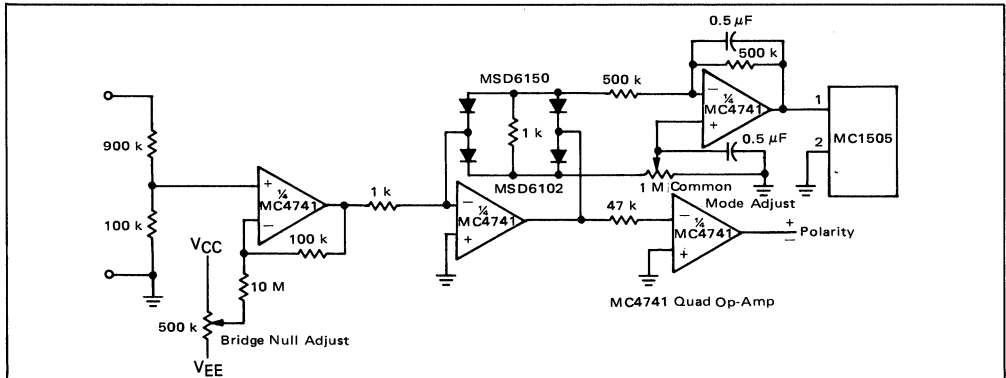 0.5 μF
500 k
MSD6150
500 k
−
¼
MC4741
+
1
2
MC1505
900 k
1 k
0.5 μF
MSD6102
1 M Common
Mode Adjust
+
¼
MC4741
−
1 k
−
¼
MC4741
+
47 k
−
¼
MC4741
+
+
−
Polarity
100 k
100 k
VCC
10 M
MC4741 Quad Op-Amp
500 k
Bridge Null Adjust
VEE